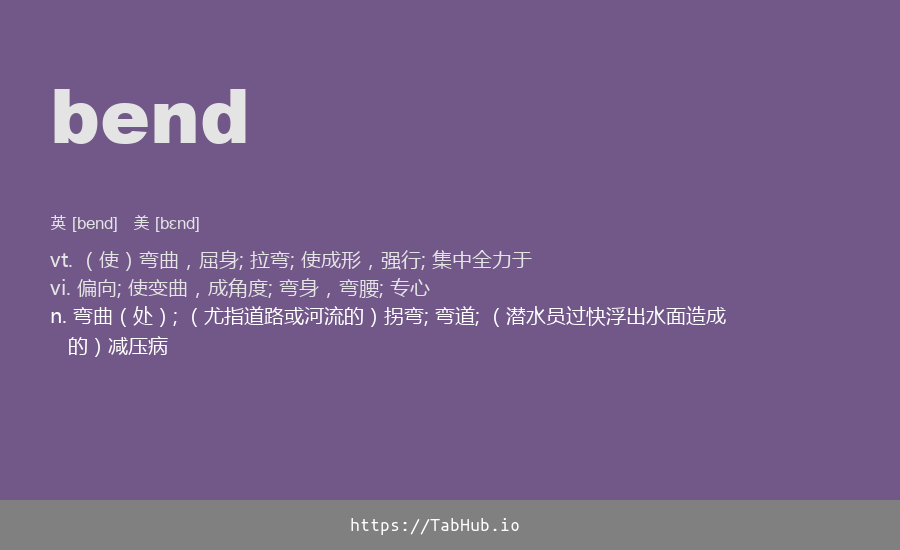 bend
英 [bend] 美 [bɛnd]
vt. （使）弯曲，屈身; 拉弯; 使成形，强行; 集中全力于
vi. 偏向; 使变曲，成角度; 弯身，弯腰; 专心
n. 弯曲（处）; （尤指道路或河流的）拐弯; 弯道; （潜水员过快浮出水面造成
的）减压病
https://TabHub.io